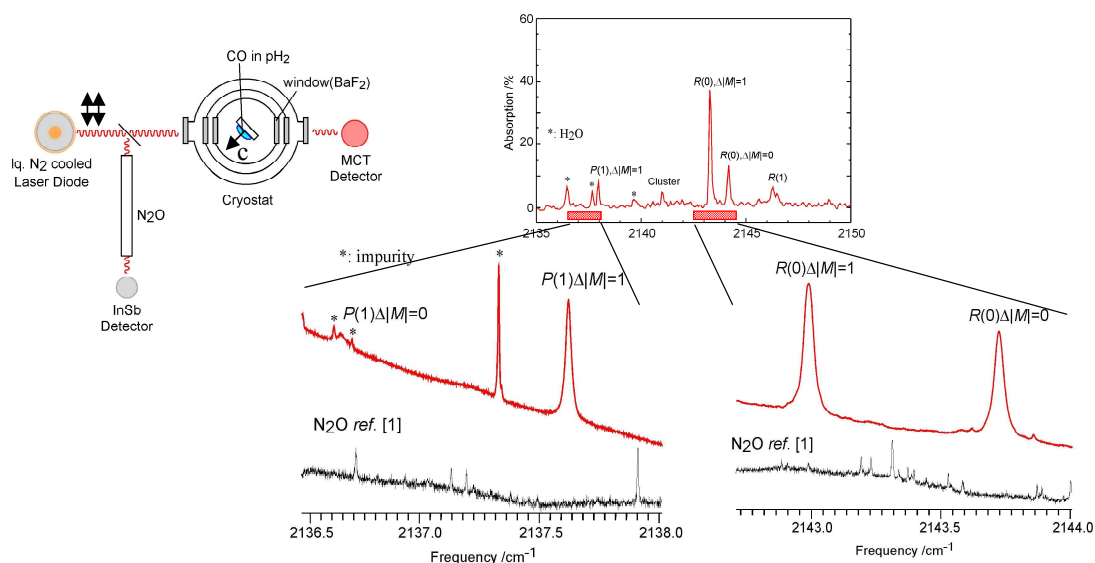 CO in pH2
window(BaF2)
lq. N2 cooled
Laser Diode
C
MCT
Detector
Cryostat
N2O
InSb
Detector
60
40
20
0
Absorption /%
*: H2O
R(0),Δ|M|=1
P(1),Δ|M|=1
R(0),Δ|M|=0
Cluster
R(1)
*
*
*
2135
2140
2145
2150
*: impurity
*
P(1)Δ|M|=1
P(1)Δ|M|=0
*
*
N2O ref. [1]
2136.5
2137.0
2137.5
2138.0
Frequency /cm-1
R(0)Δ|M|=1
R(0)Δ|M|=0
N2O ref. [1]
2143.0
2143.5
2144.0
Frequency /cm-1